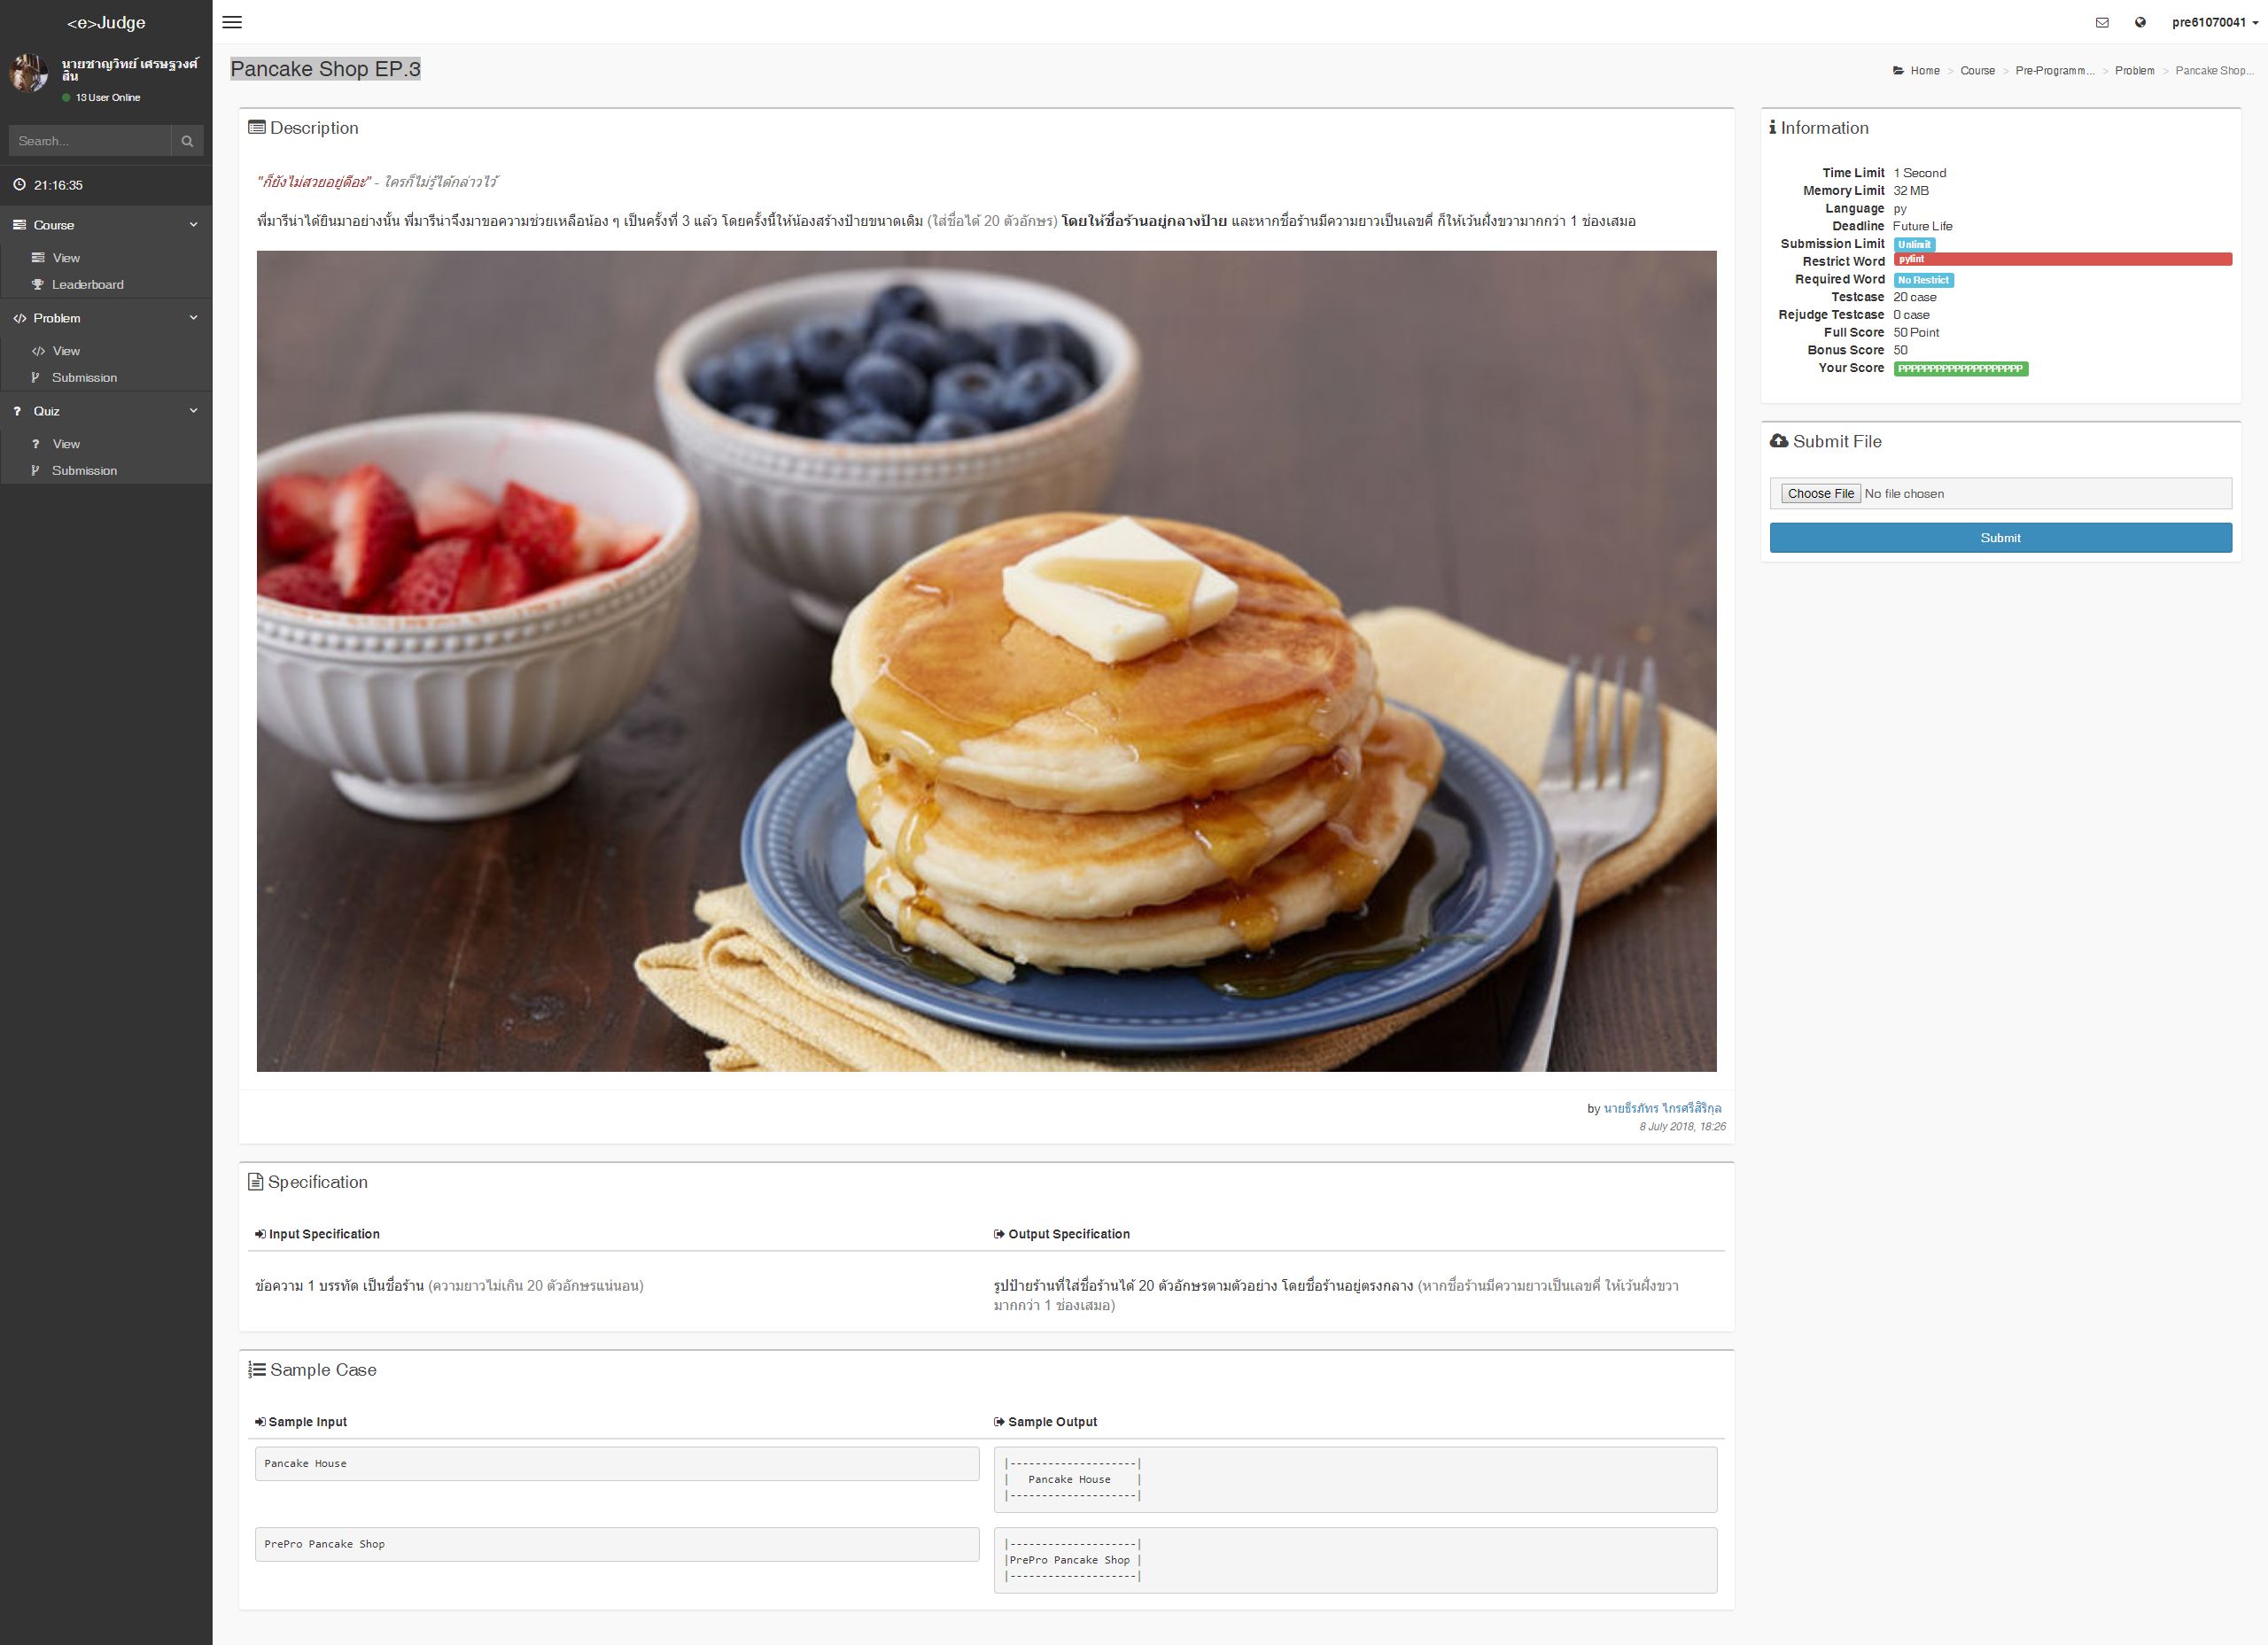 <e>Judge
นายชาญวิทย์ เศรษฐวงศ์
สิน
13 User Online
Search...
21:16:35
Course
View
Leaderboard
Problem
View
Submission
Quiz
View
Submission
pre61070041
Pancake Shop EP.3
Home > Course > Pre-Programm... > Problem > Pancake Shop...
Description
"ก็ยังไม่สวยอยู่ดีอะ" - ใครก็ไม่รู้ได้กล่าวไว้
พี่มารีน่าได้ยินมาอย่างนั้น พี่มารีน่าจึงมาขอความช่วยเหลือน้อง ๆ เป็นครั้งที่ 3 แล้ว โดยครั้งนี้ให้น้องสร้างป้ายขนาดเดิม (ใส่ชื่อได้ 20 ตัวอักษร) โดยให้ชื่อร้านอยู่กลางป้าย และหากชื่อร้านมีความยาวเป็นเลขคี่ ก็ให้เว้นฝั่งขวามากกว่า 1 ช่องเสมอ
by นายธีรภัทร ไกรศรีสิริกุล
8 July 2018, 18:26
Information
Time Limit 1 Second
Memory Limit 32 MB
Language py
Deadline Future Life
Submission Limit Unlimit
Restrict Word pylint
Required Word No Restrict
Testcase 20 case
Rejudge Testcase 0 case
Full Score 50 Point
Bonus Score 50
Your Score PPPPPPPPPPPPPPPPPPPP
Submit File
Choose File No file chosen
Submit
Specification
Input Specification
ข้อความ 1 บรรทัด เป็นชื่อร้าน (ความยาวไม่เกิน 20 ตัวอักษรแน่นอน)
Output Specification
รูปป้ายร้านที่ใส่ชื่อร้านได้ 20 ตัวอักษรตามตัวอย่าง โดยชื่อร้านอยู่ตรงกลาง (หากชื่อร้านมีความยาวเป็นเลขคี่ ให้เว้นฝั่งขวา
มากกว่า 1 ช่องเสมอ)
Sample Case
Sample Input
Sample Output
Pancake House
|--------------------|
|   Pancake House    |
|--------------------|
PrePro Pancake Shop
|--------------------|
|PrePro Pancake Shop |
|--------------------|